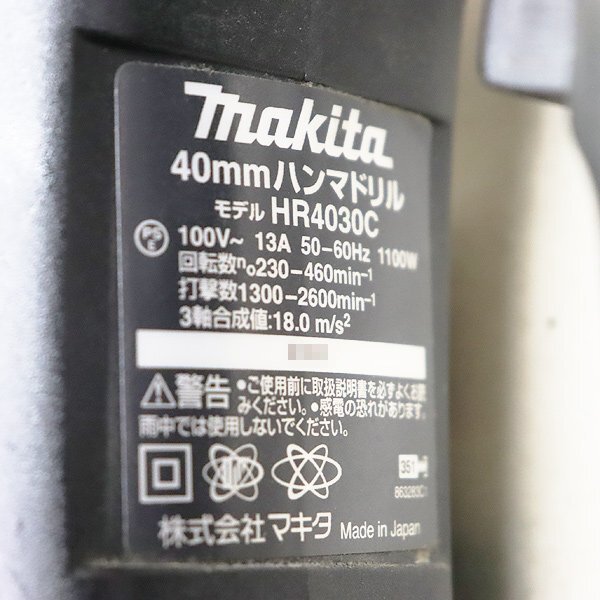 makita
40mmハンマドリル
モデル HR4030C
PS E 100V~ 13A 50-60Hz 1100W
回転数no230-460min-1
打撃数1300-2600min-1
3軸合成値:18.0 m/s2
警告 •ご使用前に取扱説明書を必ずよくお読
みください。•感電の恐れがあります。
雨中では使用しないでください。
351
863283C1
株式会社 マキタ Made in Japan